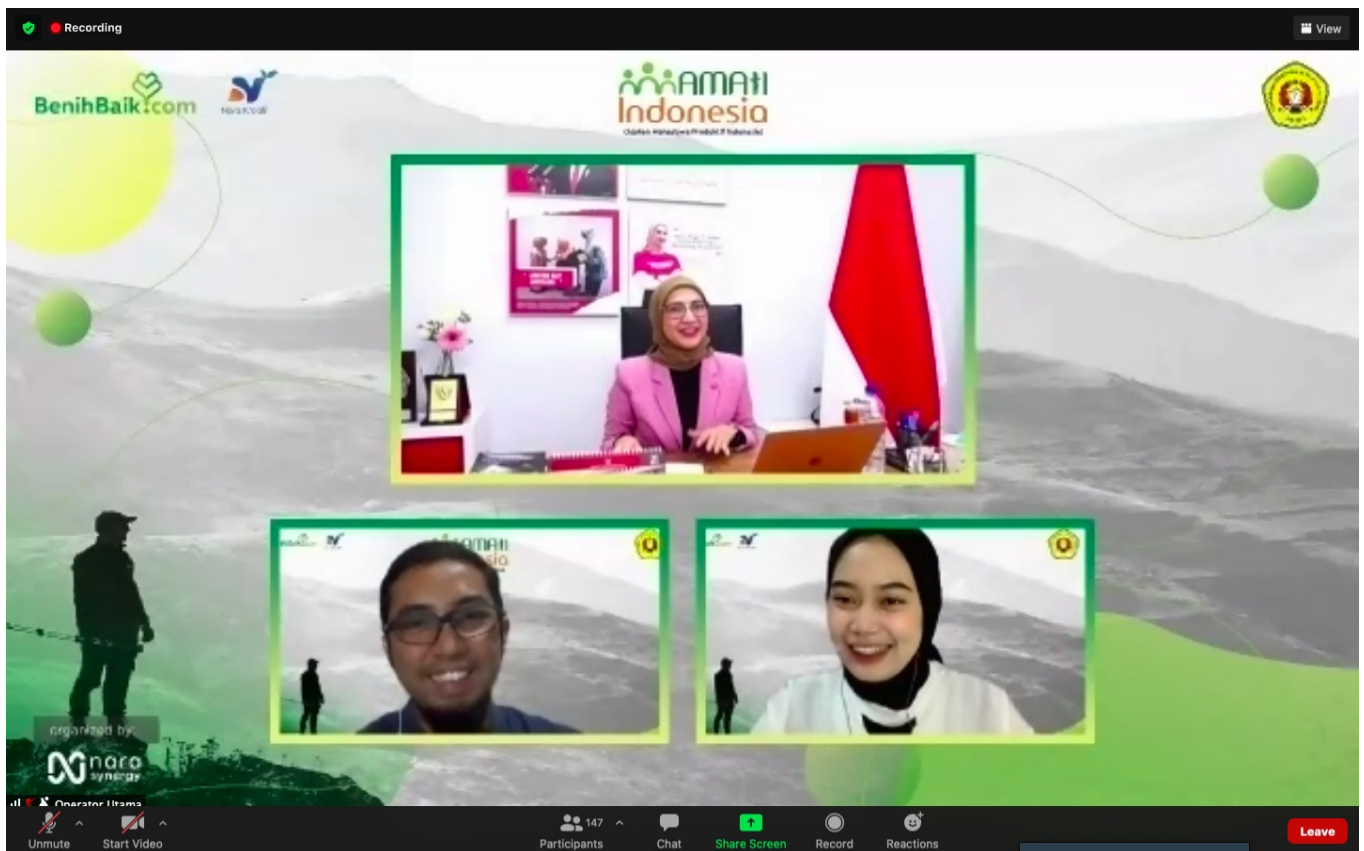 Recording
View
BenihBaik.com
AMAtI
Indonesia
organized by:
naro
synergy
Operator Utama
147
Unmute
Start Video
Participants
Chat
Share Screen
Record
Reactions
Leave